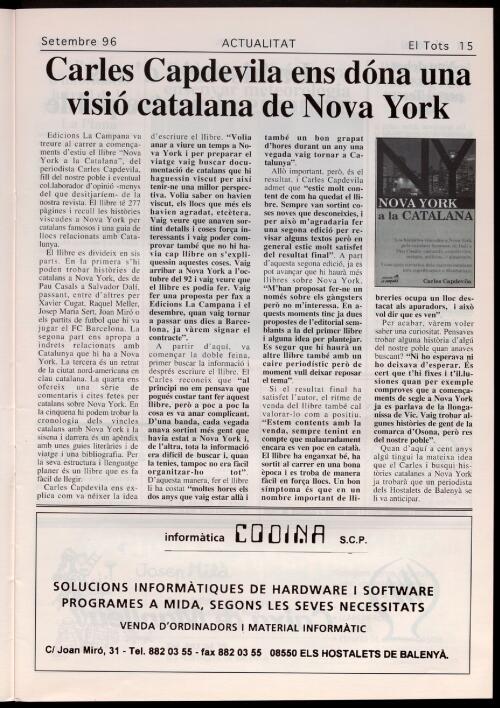 Setembre 96
ACTUALITAT
El Tots 15
Carles Capdevila ens dóna una
visió catalana de Nova York
Edicions La Campana va
treure al carrer a comença-
ments d'estiu el llibre "Nova
York a la Catalana", del
periodista Carles Capdevila,
fill del nostre poble i eventual
col.laborador d'opinió -menys
del que desitjaríem- de la
nostra revista. El llibre té 277
pàgines i recull les històries
viscudes a Nova York per
catalans famosos i una guia de
llocs relacionats amb Cata-
lunya.
El llibre es divideix en sis
parts. En la primera s'hi
poden trobar històries de
catalans a Nova York, des de
Pau Casals a Salvador Dalí,
passant, entre d'altres per
Xavier Cugat, Raquel Meller,
Josep Maria Sert, Joan Miró o
els partits de futbol que hi va
jugar el FC Barcelona. La
segona part ens apropa a
indrets relacionats amb
Catalunya que hi ha a Nova
York. La tercera és un retrat
de la ciutat nord-americana en
clau catalana. La quarta ens
ofereix una sèrie de
comentaris i cites fetes per
catalans sobre Nova York. En
la cinquena hi podem trobar la
cronologia dels vincles
catalans amb Nova York i la
sisena i darrera és un apèndix
amb unes guies literàries i de
viatge i una bibliografia. Per
la seva estructura i llenguatge
planer és un llibre que es fa
fàcil de llegir.
Carles Capdevila ens ex-
plica com va néixer la idea
d'escriure el llibre. "Volia
anar a viure un temps a No-
va York i per preparar el
viatge vaig buscar docu-
mentació de catalans que hi
haguessin viscut per així
tenir-ne una millor perspec-
tiva. Volia saber on havien
viscut, els llocs que més els
havien agradat, etcètera.
Vaig veure que anaven sor-
tint detalls i coses força in-
teressants i vaig poder com-
provar també que no hi ha-
via cap llibre on s'expli-
quessin aquestes coses. Vaig
arribar a Nova York a l'oc-
tubre del 92 i vaig veure que
el llibre es podia fer. Vaig
fer una proposta per fax a
Edicions La Campana i el
desembre, quan vaig tornar
a passar uns dies a Barcelo-
na, ja vàrem signar el
contracte".
A partir d'aquí, va
començar la doble feina,
primer buscar la informació i
després escriure el llibre. El
Carles reconeix que "al
principi no em pensava que
pogués costar tant fer aquest
llibre, però a poc a poc la
cosa es va anar complicant.
D'una banda, cada vegada
anava sortint més gent que
havia estat a Nova York i,
de l'altra, tota la informació
era difícil de buscar i, quan
la tenies, tampoc no era fàcil
organitzar-ho tot".
D'aquesta manera, fer el llibre
li ha costat "moltes hores els
dos anys que vaig estar allà i
també un bon grapat
d'hores durant un any una
vegada vaig tornar a Ca-
talunya".
Allò important, però, és el
resultat, i Carles Capdevila
admet que "estic molt con-
tent de com ha quedat el lli-
bre. Sempre van sortint co-
ses noves que desconeixies, i
per això m'agradaria fer
una segona edició per re-
visar alguns textos però en
general estic molt satisfet
del resultat final". A part
d'aquesta segona edició, ja es
pot avançar que hi haurà més
llibres sobre Nova York.
"M'han proposat fer-ne un
només sobre els gàngsters
però no m'interessa. En a-
quests moments tinc ja dues
propostes de l'editorial sem-
blants a la del primer llibre
i alguna idea per plantejar.
Es segur que hi haurà un
altre llibre també amb un
caire periodístic però de
moment vull deixar reposar
el tema".
Si el resultat final ha
satisfet l'autor, el ritme de
venda del llibre també cal
valorar-lo com a positiu.
"Estem contents amb la
venda, sempre tenint en
compte que malauradament
encara es ven poc en català.
El llibre ha enganxat bé, ha
sortit al carrer en una bona
època i es troba de manera
fàcil en força llocs. Un bon
símptoma és que en un
nombre important de lli-
NY
NOVA YORK
a la CATALANA
Carles Capdevila
breries ocupa un lloc des-
tacat als aparadors, i això
vol dir que es ven"
Per acabar, vàrem voler
saber una curiositat. Pensaves
trobar alguna història d'algú
del nostre poble quan anaves
buscant? "Ni ho esperava ni
ho deixava d'esperar. És
cert que t'hi fixes i t'il.lu-
siones quan per exemple
comproves que a comença-
ments de segle a Nova York
ja es parlava de la llonga-
nissa de Vic. Vaig trobar al-
gunes històries de gent de la
comarca d'Osona, però res
del nostre poble".
Quan d'aquí a cent anys
algú tingui la mateixa idea
que el Carles i busqui his-
tòries catalanes a Nova York
ja trobarà que un periodista
dels Hostalets de Balenyà se
li va anticipar.
informàtica CODINA S.C.P.
SOLUCIONS INFORMÀTIQUES DE HARDWARE I SOFTWARE
PROGRAMES A MIDA, SEGONS LES SEVES NECESSITATS
VENDA D'ORDINADORS I MATERIAL INFORMÀTIC
C/ Joan Miró, 31 - Tel. 882 03 55 - fax 882 03 55 08550 ELS HOSTALETS DE BALENYÀ.